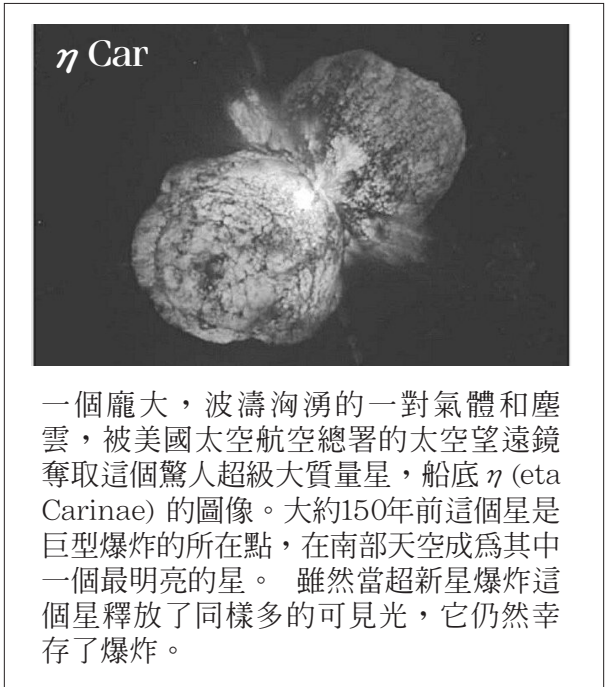 η Car
一個龐大，波濤洶湧的一對氣體和塵
雲，被美國太空航空總署的太空望遠鏡
奪取這個驚人超級大質量星，船底 η (eta
Carinae) 的圖像。大約150年前這個星是
巨型爆炸的所在點，在南部天空成爲其中
一個最明亮的星。 雖然當超新星爆炸這
個星釋放了同樣多的可見光，它仍然幸
存了爆炸。